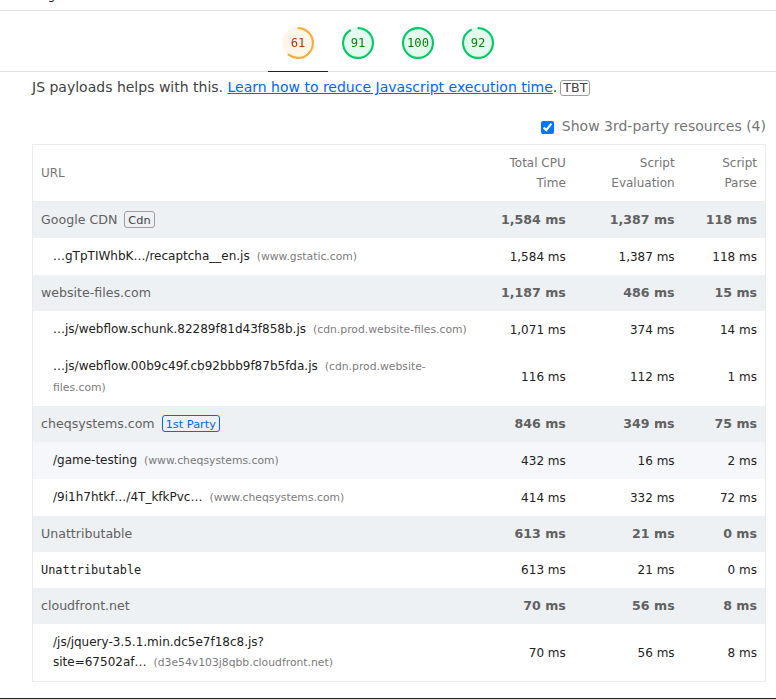 61 91 100 92
JS payloads helps with this. Learn how to reduce Javascript execution time. TBT
Show 3rd-party resources (4)
URL Total CPU Time Script Evaluation Script Parse
Google CDN Cdn 1,584 ms 1,387 ms 118 ms
…gTpTIWhbK…/recaptcha__en.js (www.gstatic.com) 1,584 ms 1,387 ms 118 ms
website-files.com 1,187 ms 486 ms 15 ms
…js/webflow.schunk.82289f81d43f858b.js (cdn.prod.website-files.com) 1,071 ms 374 ms 14 ms
…js/webflow.00b9c49f.cb92bbb9f87b5fda.js (cdn.prod.website-
files.com) 116 ms 112 ms 1 ms
cheqsystems.com 1st Party 846 ms 349 ms 75 ms
/game-testing (www.cheqsystems.com) 432 ms 16 ms 2 ms
/9i1h7htkf…/4T_kfkPvc… (www.cheqsystems.com) 414 ms 332 ms 72 ms
Unattributable 613 ms 21 ms 0 ms
Unattributable 613 ms 21 ms 0 ms
cloudfront.net 70 ms 56 ms 8 ms
/js/jquery-3.5.1.min.dc5e7f18c8.js?
site=67502af… (d3e54v103j8qbb.cloudfront.net) 70 ms 56 ms 8 ms